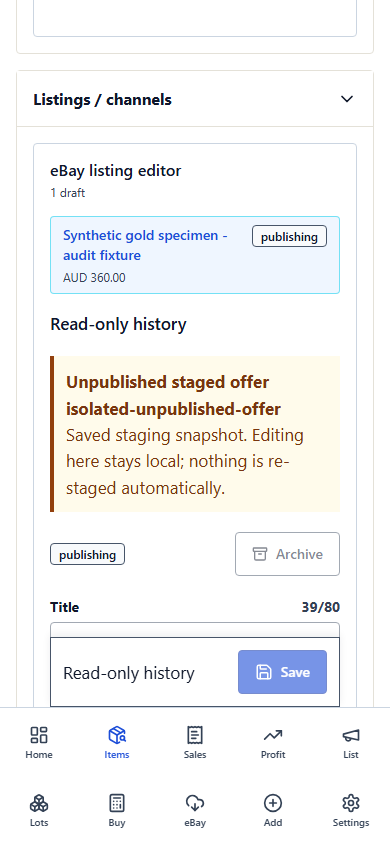 Listings / channels
eBay listing editor
1 draft
Synthetic gold specimen -
audit fixture
publishing
AUD 360.00
Read-only history
Unpublished staged offer
isolated-unpublished-offer
Saved staging snapshot. Editing
here stays local; nothing is re-
staged automatically.
publishing
Archive
Title
39/80
Read-only history
Save
Home
Items
Sales
Profit
List
Lots
Buy
eBay
Add
Settings